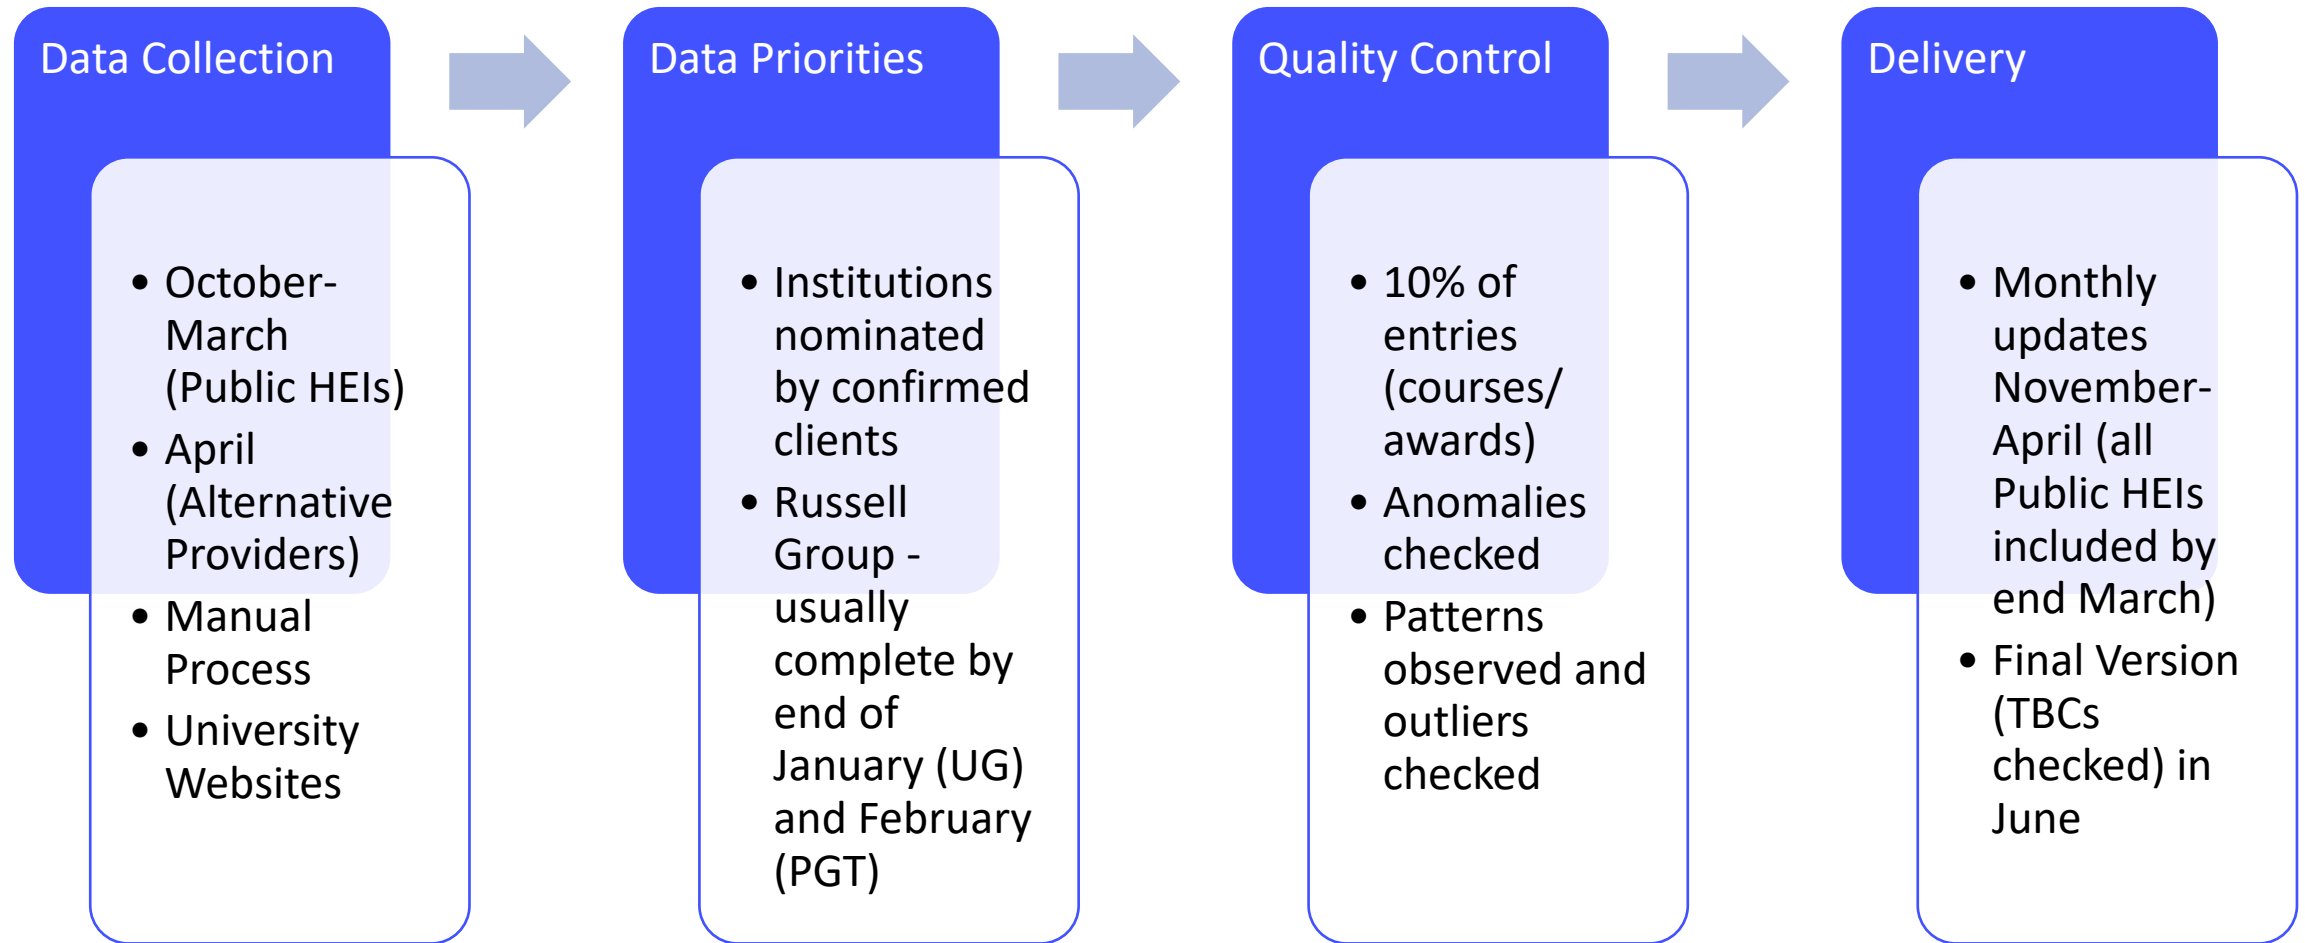 Data Collection
• October-
March
(Public HEIs)
• April
(Alternative
Providers)
• Manual
Process
• University
Websites
Data Priorities
• Institutions
nominated
by confirmed
clients
• Russell
Group -
usually
complete by
end of
January (UG)
and February
(PGT)
Quality Control
• 10% of
entries
(courses/
awards)
• Anomalies
checked
• Patterns
observed and
outliers
checked
Delivery
• Monthly
updates
November-
April (all
Public HEIs
included by
end March)
• Final Version
(TBCs
checked) in
June